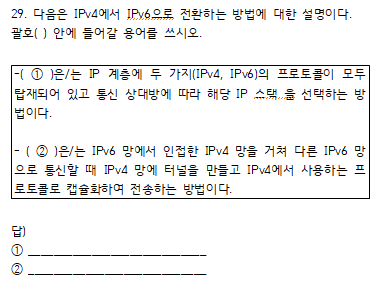 29. 다음은 IPv4에서 IPv6으로 전환하는 방법에 대한 설명이다.
괄호( ) 안에 들어갈 용어를 쓰시오.
-( ① )은/는 IP 계층에 두 가지(IPv4, IPv6)의 프로토콜이 모두
탑재되어 있고 통신 상대방에 따라 해당 IP 스택 을 선택하는 방
법이다.
- ( ② )은/는 IPv6 망에서 인접한 IPv4 망을 거쳐 다른 IPv6 망
으로 통신할 때 IPv4 망에 터널을 만들고 IPv4에서 사용하는 프
로토콜로 캡슐화하여 전송하는 방법이다.
답)
① ____________________________
② ____________________________